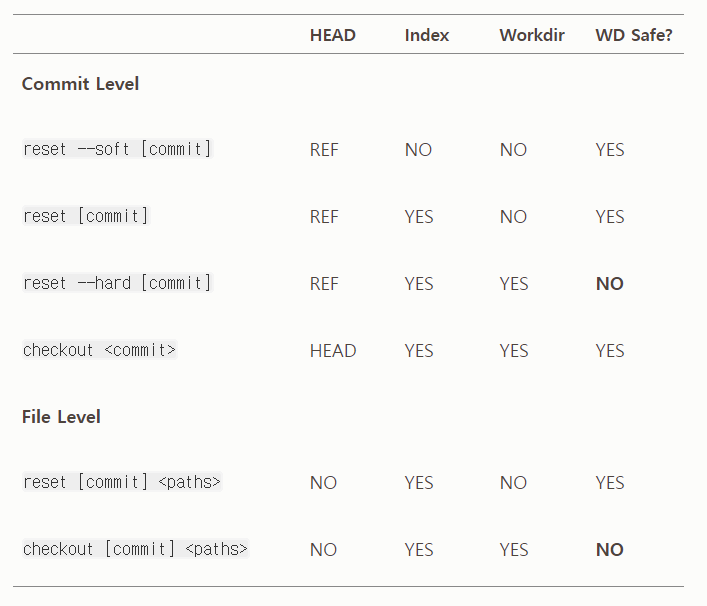 HEAD Index Workdir WD Safe?
Commit Level
reset --soft [commit] REF NO NO YES
reset [commit] REF YES NO YES
reset --hard [commit] REF YES YES NO
checkout <commit> HEAD YES YES YES
File Level
reset [commit] <paths> NO YES NO YES
checkout [commit] <paths> NO YES YES NO